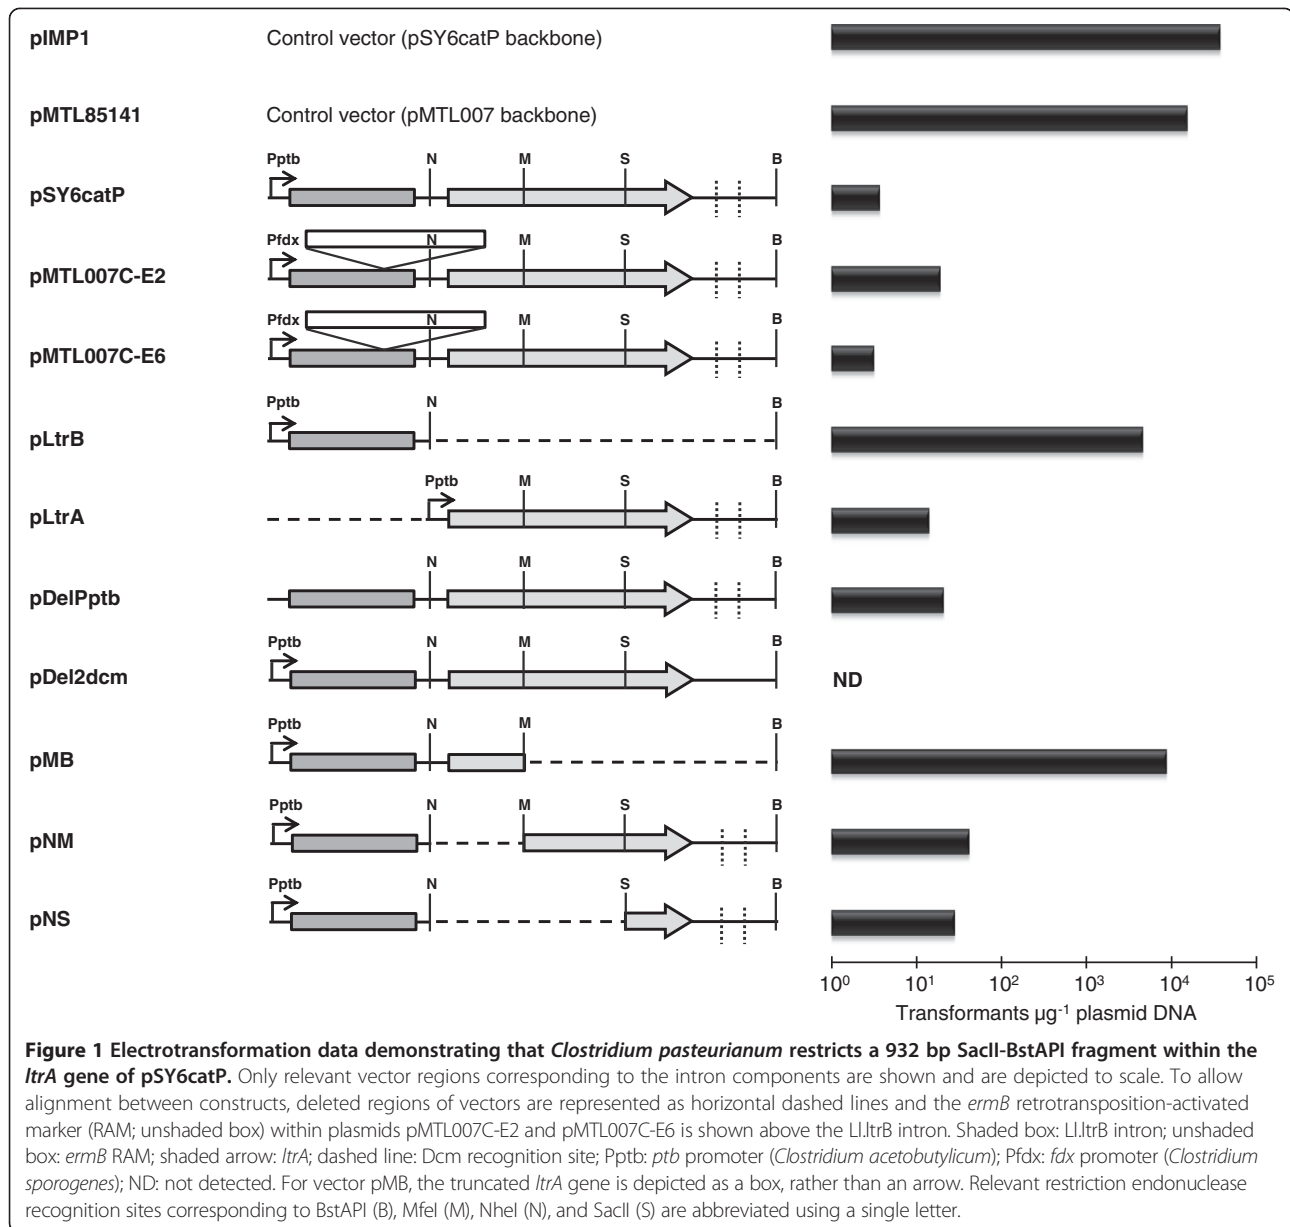 pIMP1 Control vector (pSY6catP backbone)
pMTL85141 Control vector (pMTL007 backbone)
Pptb N M S B
pSY6catP
Pfdx N M S B
pMTL007C-E2
Pfdx N M S B
pMTL007C-E6
Pptb N B
pLtrB
Pptb M S B
pLtrA
N M S B
pDelPptb
Pptb N M S B
pDel2dcm ND
Pptb N M B
pMB
Pptb N M S B
pNM
Pptb N S B
pNS
10⁰ 10¹ 10² 10³ 10⁴ 10⁵
Transformants µg⁻¹ plasmid DNA
Figure 1 Electrotransformation data demonstrating that Clostridium pasteurianum restricts a 932 bp SacII-BstAPI fragment within the
ltrA gene of pSY6catP. Only relevant vector regions corresponding to the intron components are shown and are depicted to scale. To allow
alignment between constructs, deleted regions of vectors are represented as horizontal dashed lines and the ermB retrotransposition-activated
marker (RAM; unshaded box) within plasmids pMTL007C-E2 and pMTL007C-E6 is shown above the Ll.ltrB intron. Shaded box: Ll.ltrB intron; unshaded
box: ermB RAM; shaded arrow: ltrA; dashed line: Dcm recognition site; Pptb: ptb promoter (Clostridium acetobutylicum); Pfdx: fdx promoter (Clostridium
sporogenes); ND: not detected. For vector pMB, the truncated ltrA gene is depicted as a box, rather than an arrow. Relevant restriction endonuclease
recognition sites corresponding to BstAPI (B), MfeI (M), NheI (N), and SacII (S) are abbreviated using a single letter.